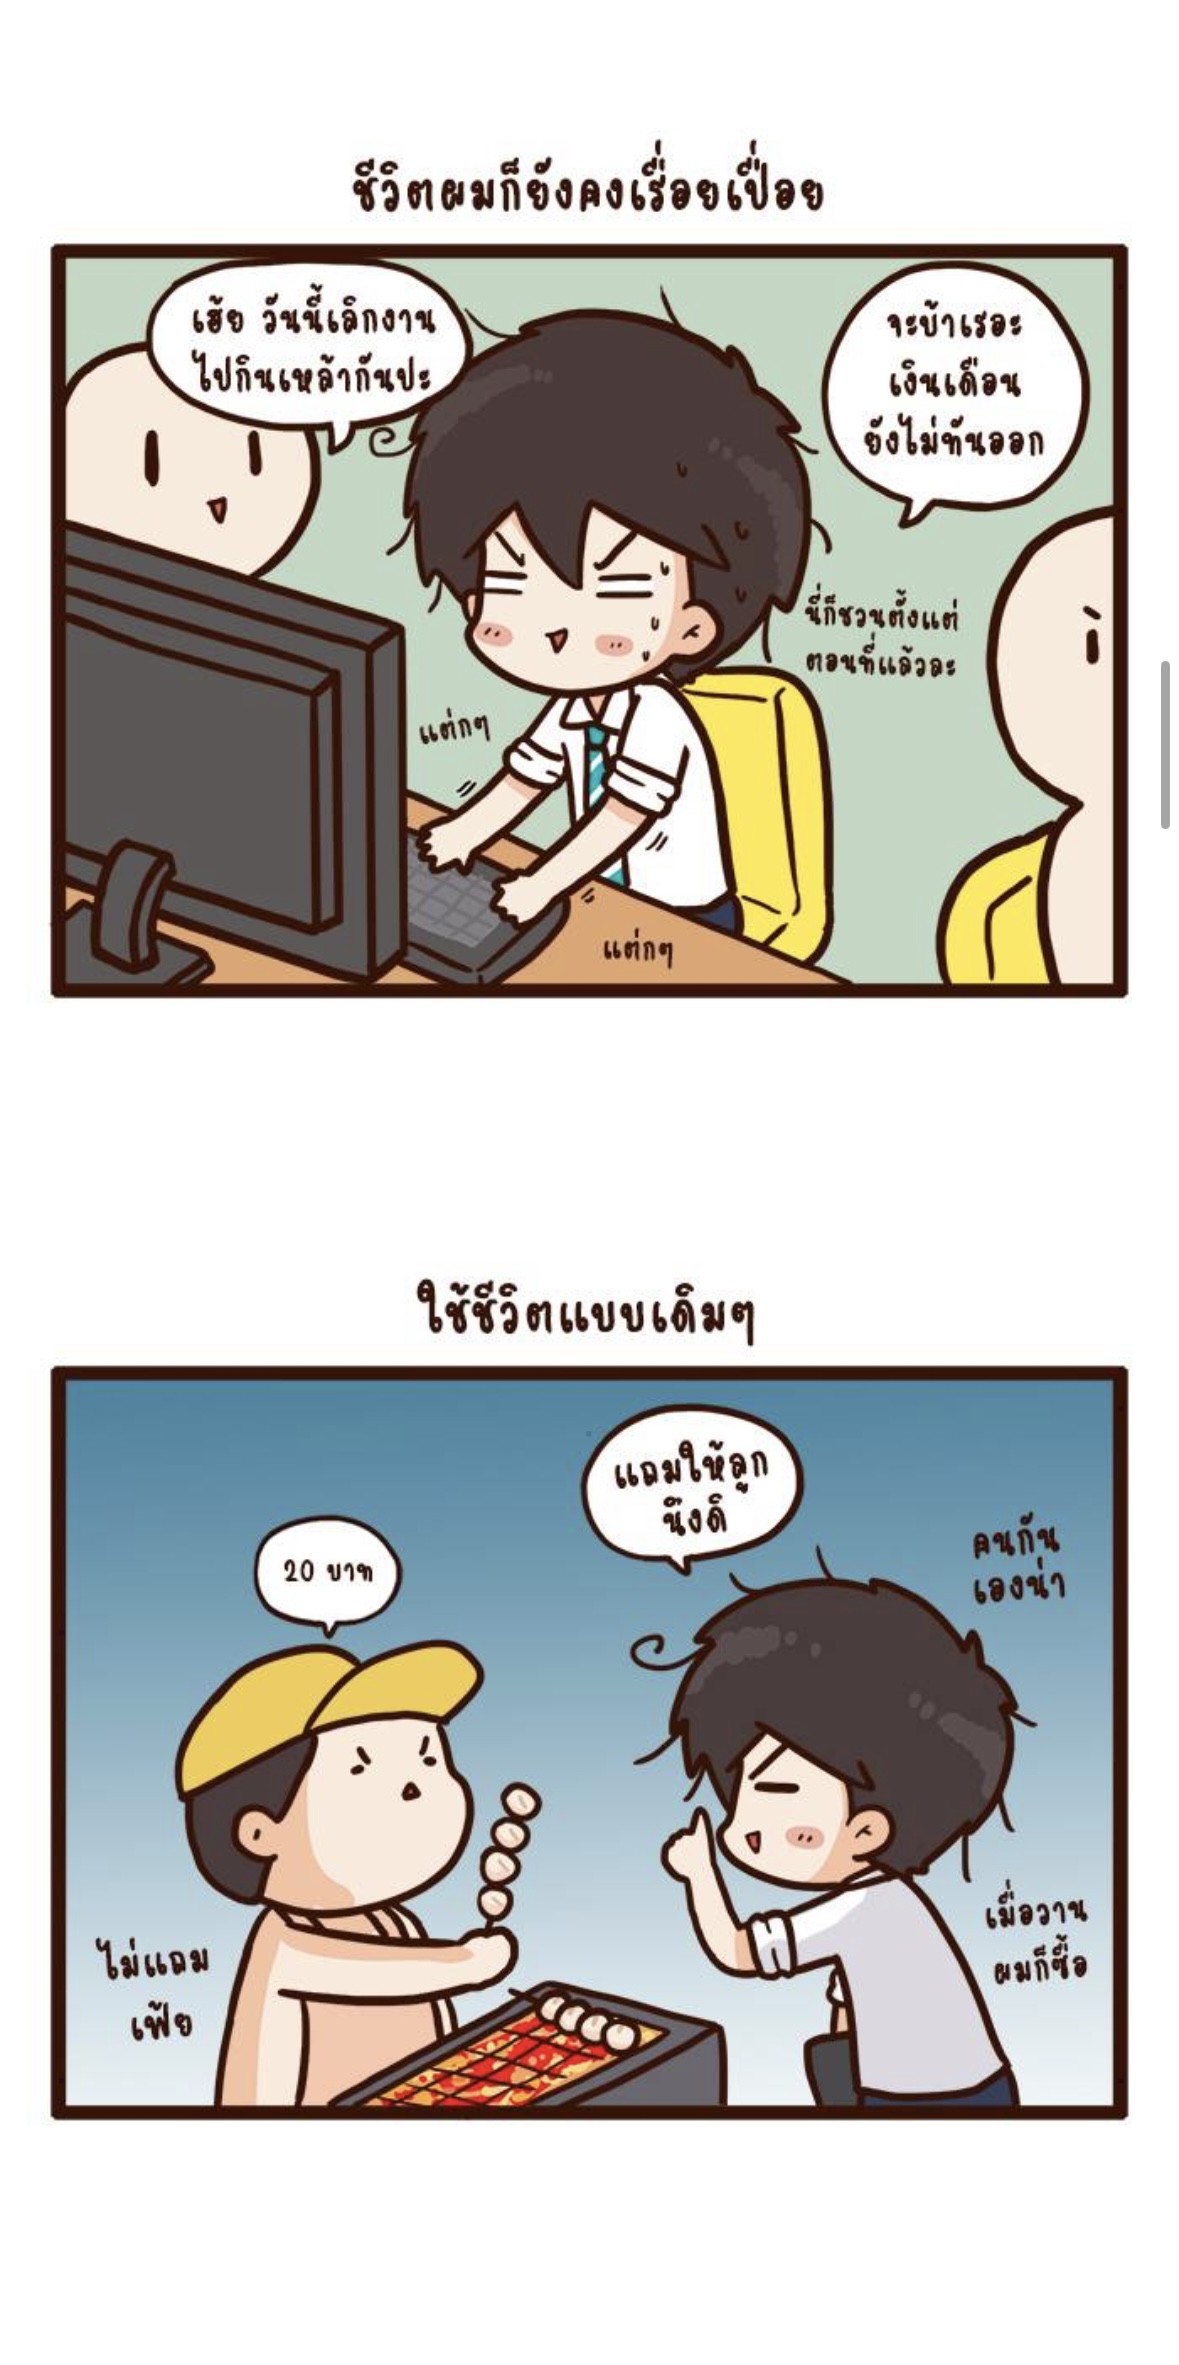 ชีวิตผมก็ยังคงเรื่อยเปื่อย
เฮ้ย วันนี้เลิกงาน
ไปกินเหล้ากันปะ
จะบ้าเรอะ
เงินเดือน
ยังไม่ทันออก
นี่ก็ชวนตั้งแต่
ตอนที่แล้วละ
แต่กๆ
แต่กๆ
ใช้ชีวิตแบบเดิมๆ
แถมให้ลูก
นึงดิ
20 บาท
คนกัน
เองน่า
เมื่อวาน
ผมก็ซื้อ
ไม่แถม
เฟ้ย